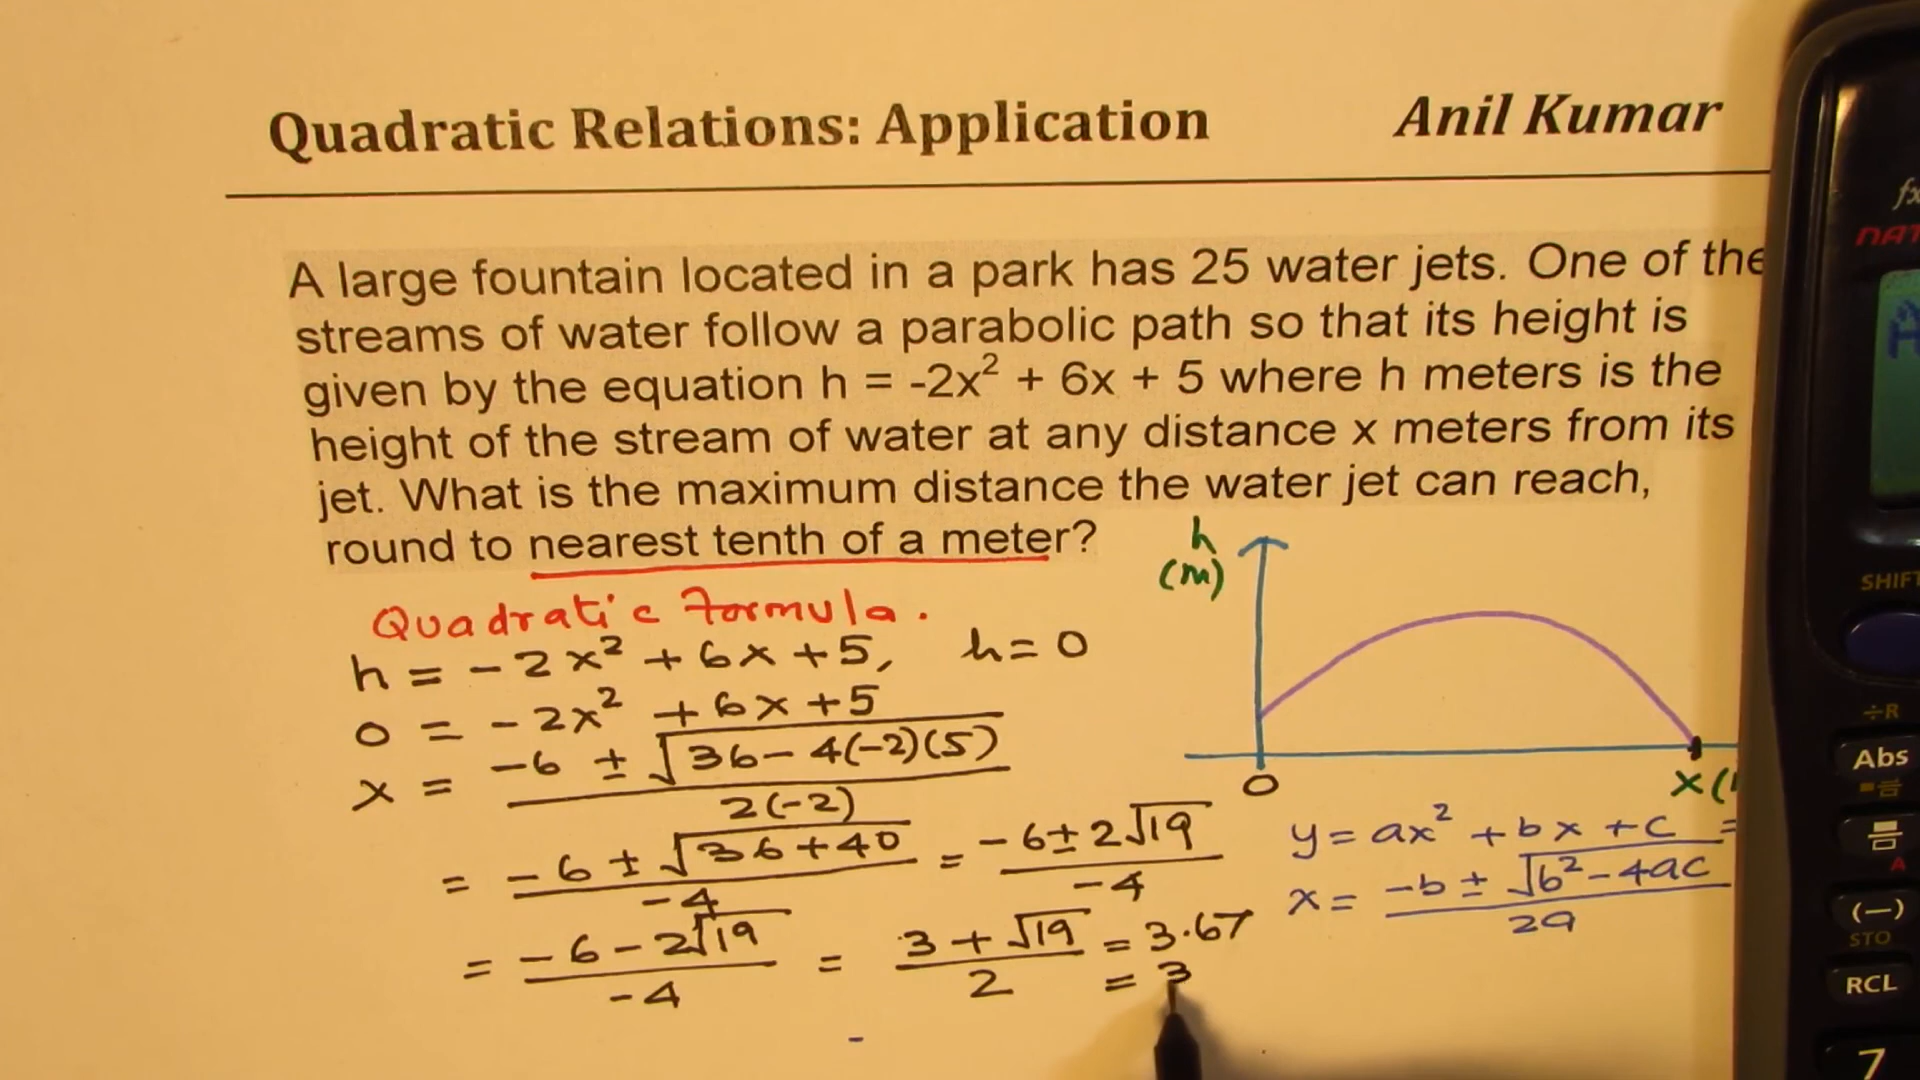 Quadratic Relations: Application
Anil Kumar
A large fountain located in a park has 25 water jets. One of the
streams of water follow a parabolic path so that its height is
given by the equation h = -2x² + 6x + 5 where h meters is the
height of the stream of water at any distance x meters from its
jet. What is the maximum distance the water jet can reach,
round to nearest tenth of a meter?
h
(m)
0
x (
Quadratic Formula.
h = -2x² + 6x + 5, h = 0
0 = -2x² + 6x + 5
x = (-6 ± √(36 - 4(-2)(5))) / 2(-2)
= (-6 ± √(36+40)) / -4 = (-6 ± 2√19) / -4
= (-6 - 2√19) / -4 = (3 + √19) / 2 = 3.67
= 3
y = ax² + bx + c =
x = (-b ± √(b² - 4ac)) / 2a
fx
NAT
SHIFT
÷R
Abs
A
(—)
STO
RCL
7